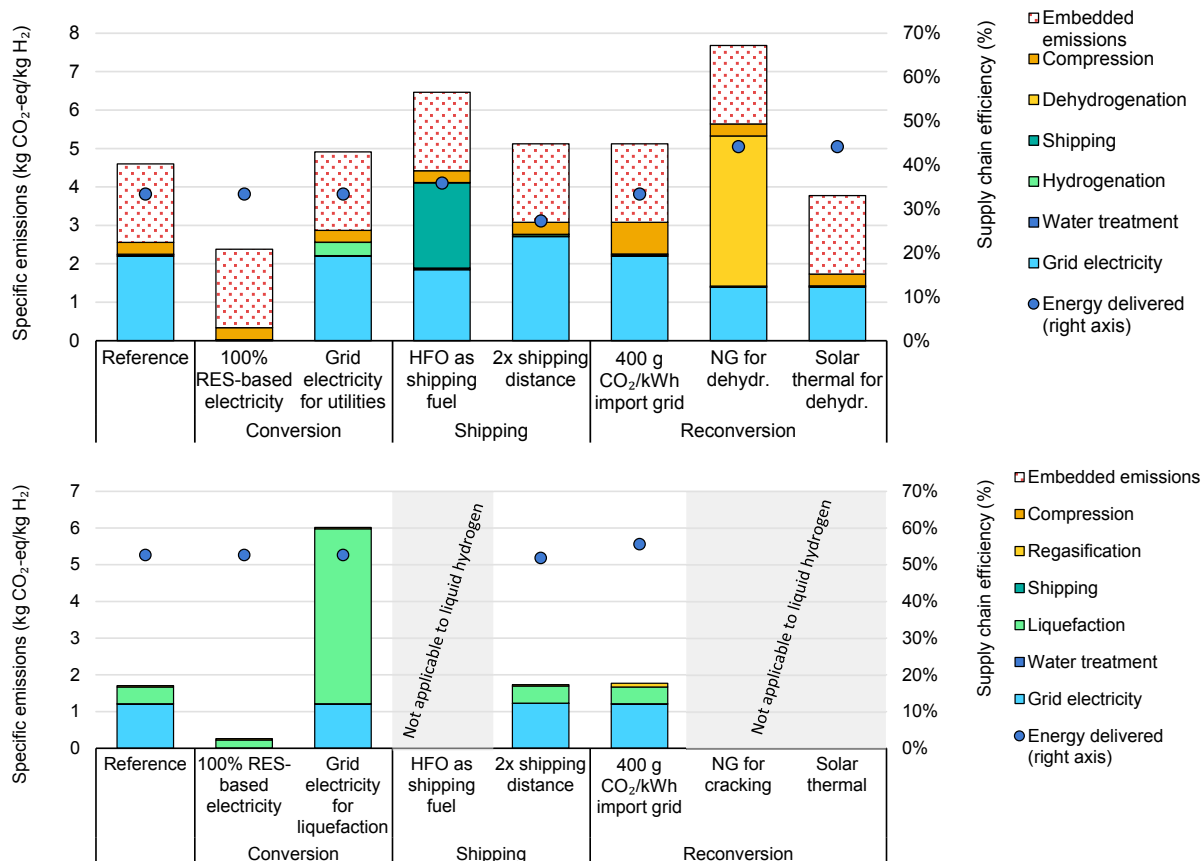 Specific emissions (kg CO₂-eq/kg H₂)
8
7
6
5
4
3
2
1
0
70%
60%
50%
40%
30%
20%
10%
0%
Supply chain efficiency (%)
Embedded
emissions
Compression
Dehydrogenation
Shipping
Hydrogenation
Water treatment
Grid electricity
Energy delivered
(right axis)
Reference
100%
RES-based
electricity
Grid
electricity
for utilities
HFO as
shipping
fuel
2x shipping
distance
400 g
CO₂/kWh
import grid
NG for
dehydr.
Solar
thermal for
dehydr.
Conversion
Shipping
Reconversion
Specific emissions (kg CO₂-eq/kg H₂)
7
6
5
4
3
2
1
0
Not applicable to liquid hydrogen
Not applicable to liquid hydrogen
70%
60%
50%
40%
30%
20%
10%
0%
Supply chain efficiency (%)
Embedded emissions
Compression
Regasification
Shipping
Liquefaction
Water treatment
Grid electricity
Energy delivered
(right axis)
Reference
100% RES-
based
electricity
Grid
electricity
for
liquefaction
HFO as
shipping
fuel
2x shipping
distance
400 g
CO₂/kWh
import grid
NG for
cracking
Solar
thermal
Conversion
Shipping
Reconversion